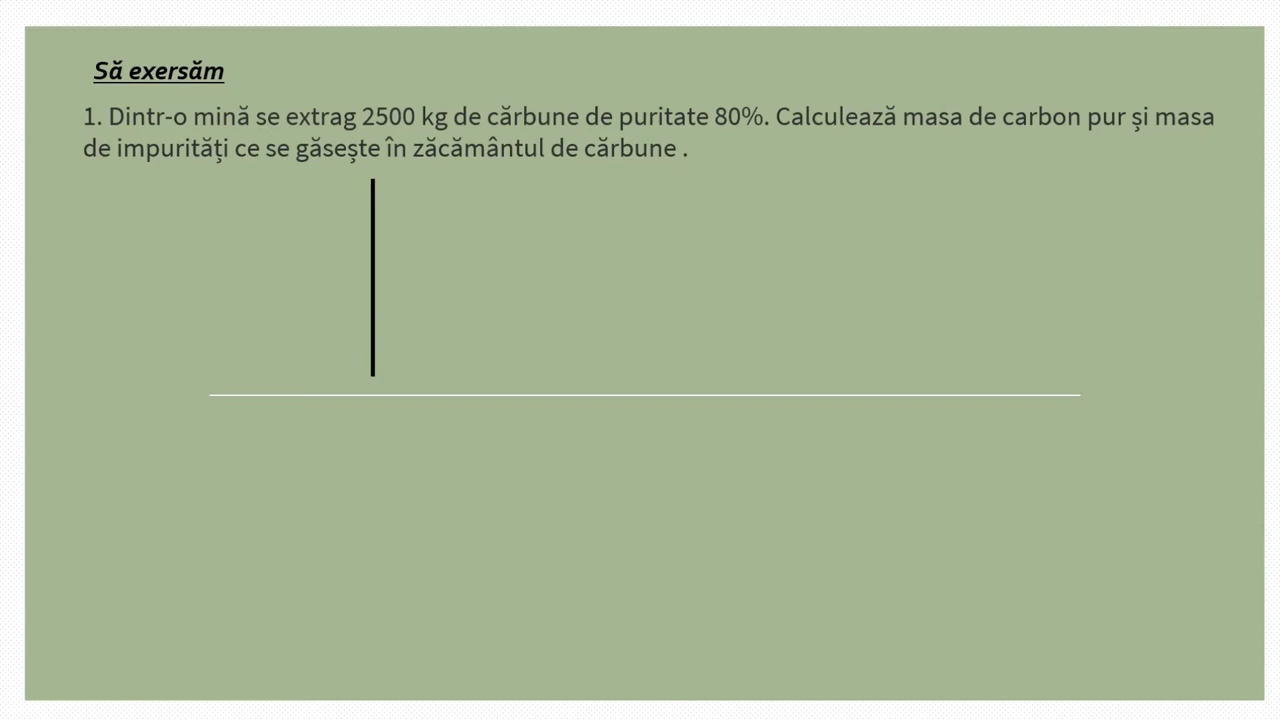 Să exersăm
1. Dintr-o mină se extrag 2500 kg de cărbune de puritate 80%. Calculează masa de carbon pur și masa
de impurități ce se găsește în zăcământul de cărbune .